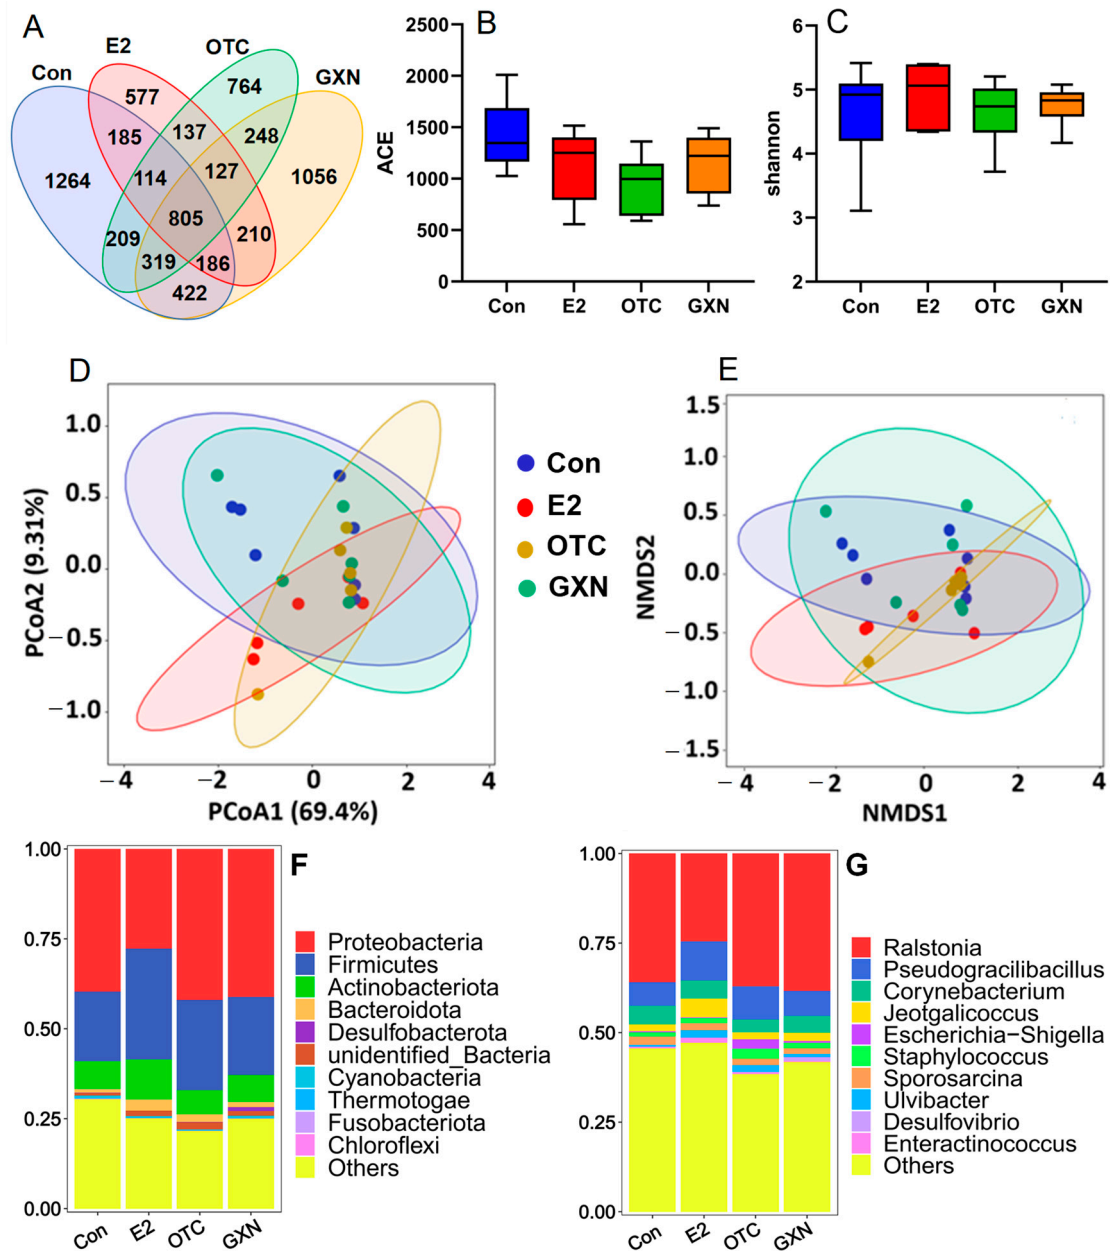 A
Con
E2
OTC
GXN
577
764
185
137
248
1264
114
127
1056
805
209
210
319
186
422
B
ACE
2500
2000
1500
1000
500
0
Con
E2
OTC
GXN
C
shannon
6
5
4
3
2
Con
E2
OTC
GXN
D
PCoA2 (9.31%)
1.0
0.5
0.0
−0.5
−1.0
−4
−2
0
2
4
PCoA1 (69.4%)
Con
E2
OTC
GXN
E
NMDS2
1.5
1.0
0.5
0.0
−0.5
−1.0
−1.5
−4
−2
0
2
4
NMDS1
F
1.00
0.75
0.50
0.25
0.00
Con
E2
OTC
GXN
Proteobacteria
Firmicutes
Actinobacteriota
Bacteroidota
Desulfobacterota
unidentified_Bacteria
Cyanobacteria
Thermotogae
Fusobacteriota
Chloroflexi
Others
G
1.00
0.75
0.50
0.25
0.00
Con
E2
OTC
GXN
Ralstonia
Pseudogracilibacillus
Corynebacterium
Jeotgalicoccus
Escherichia−Shigella
Staphylococcus
Sporosarcina
Ulvibacter
Desulfovibrio
Enteractinococcus
Others